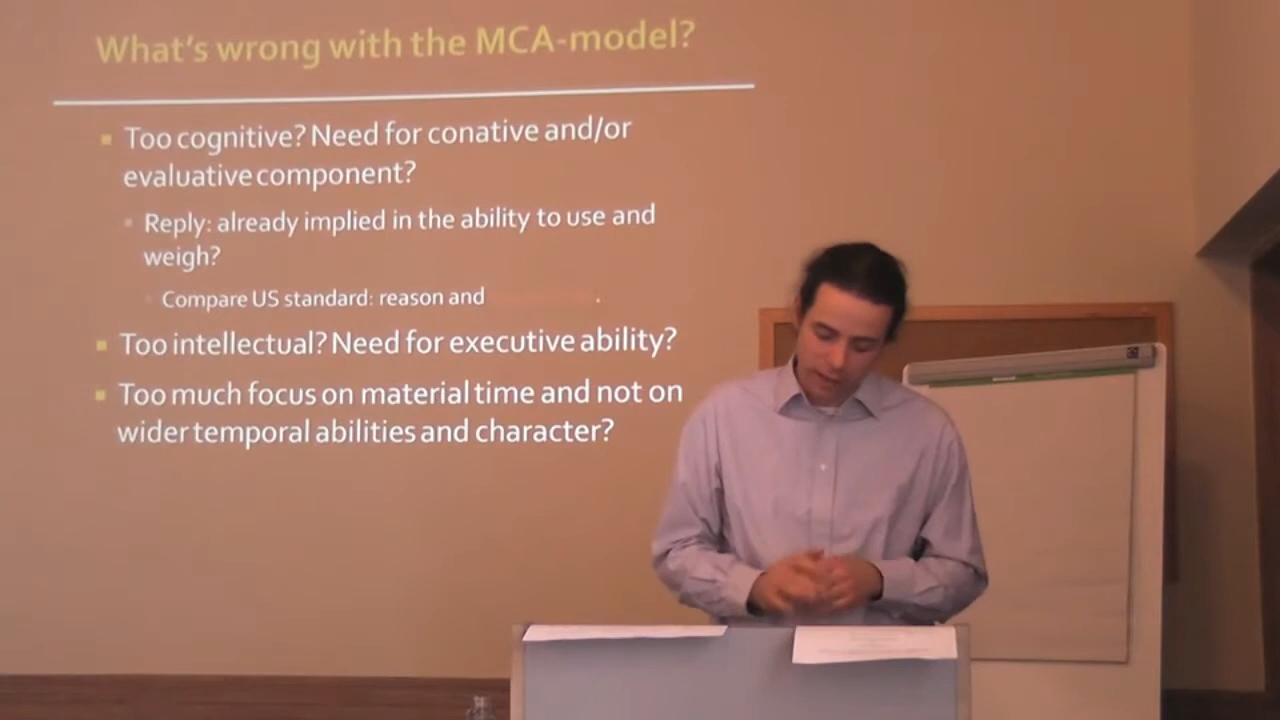 What's wrong with the MCA-model?
Too cognitive? Need for conative and/or
evaluative component?
Reply: already implied in the ability to use and
weigh?
Compare US standard: reason and
Too intellectual? Need for executive ability?
Too much focus on material time and not on
wider temporal abilities and character?